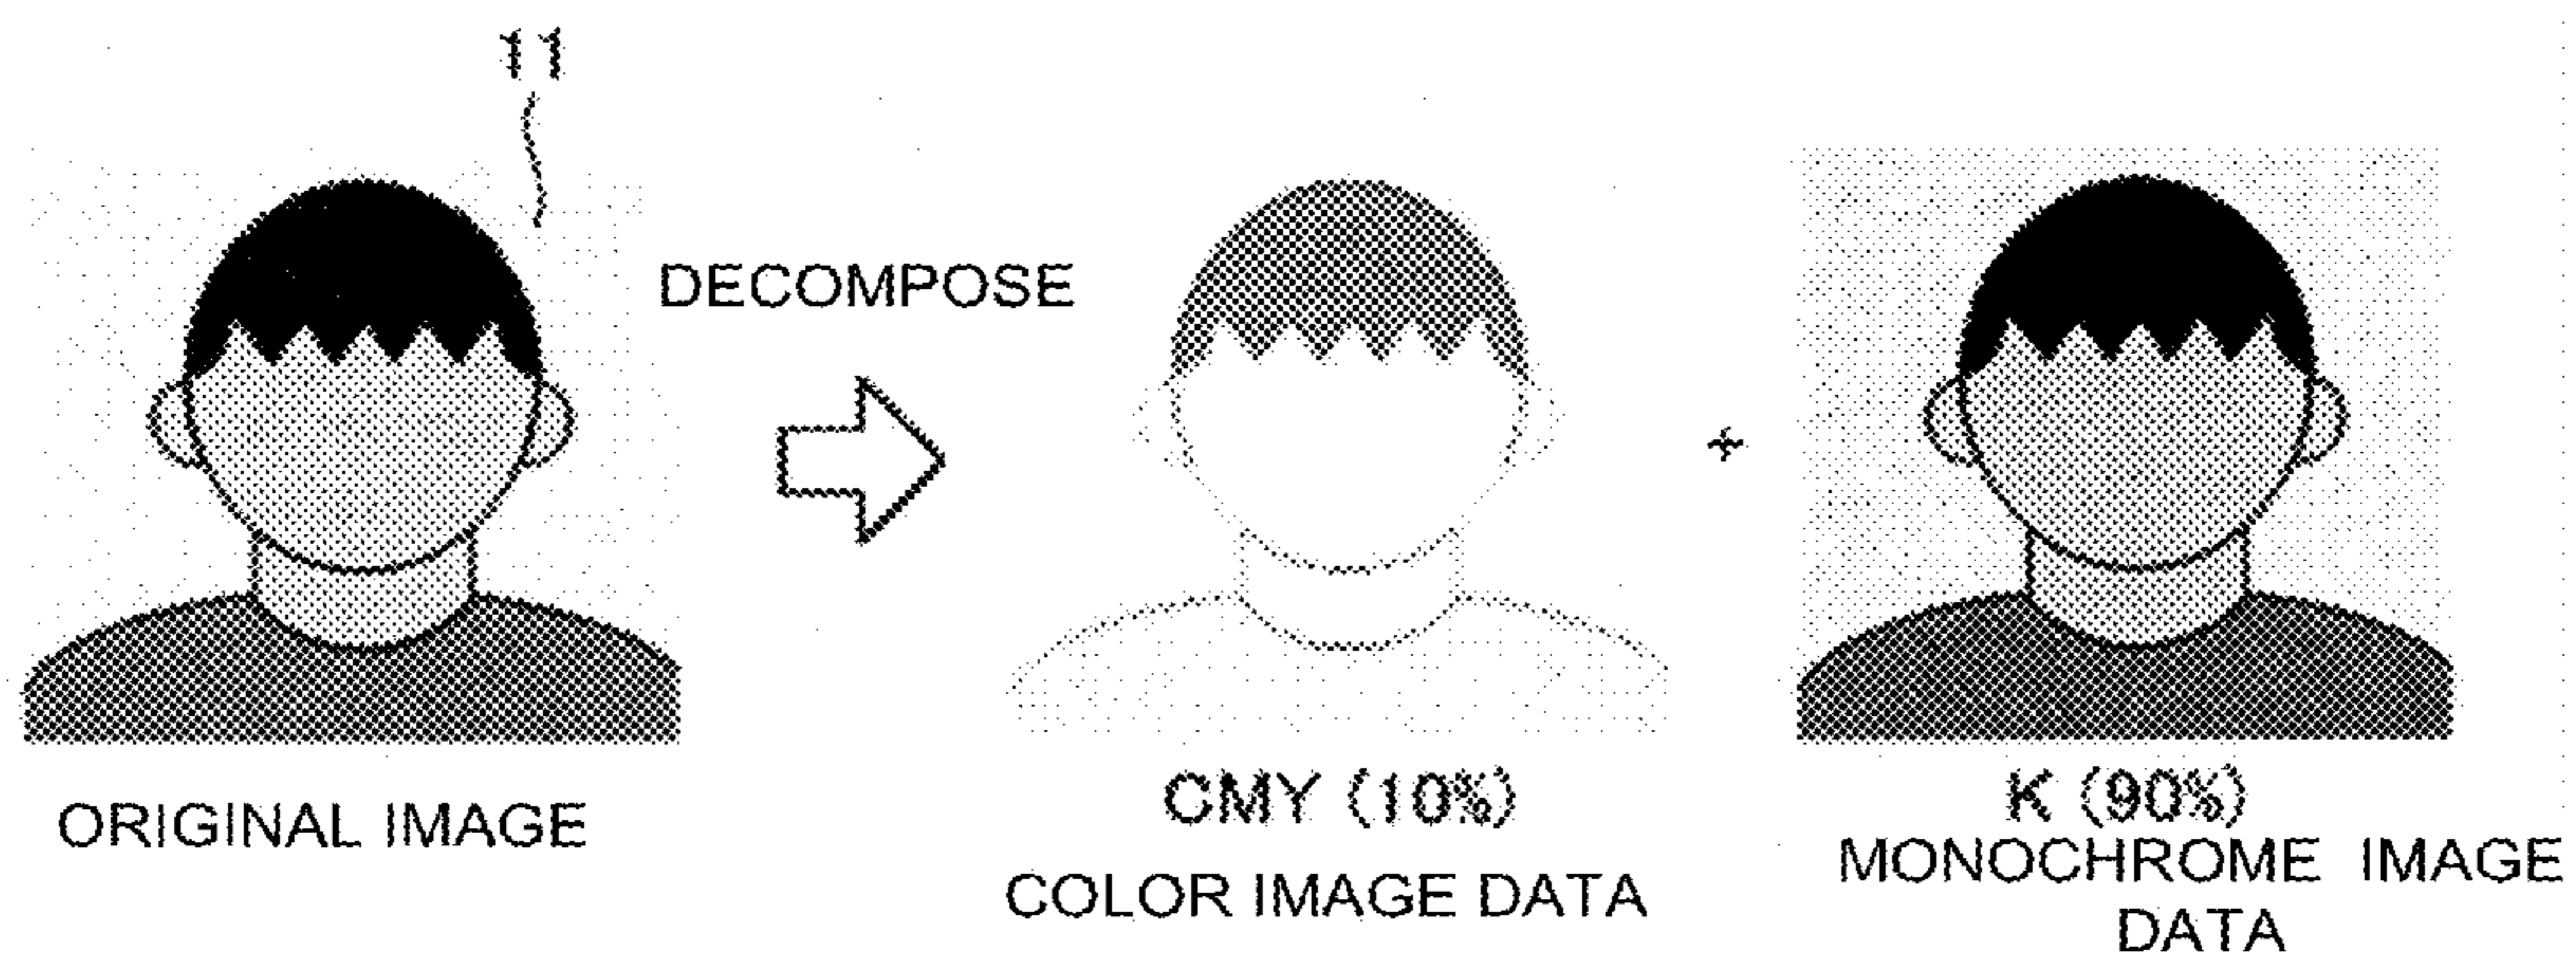 11
DECOMPOSE
+
ORIGINAL IMAGE
CMY (10%)
COLOR IMAGE DATA
K (90%)
MONOCHROME IMAGE
DATA